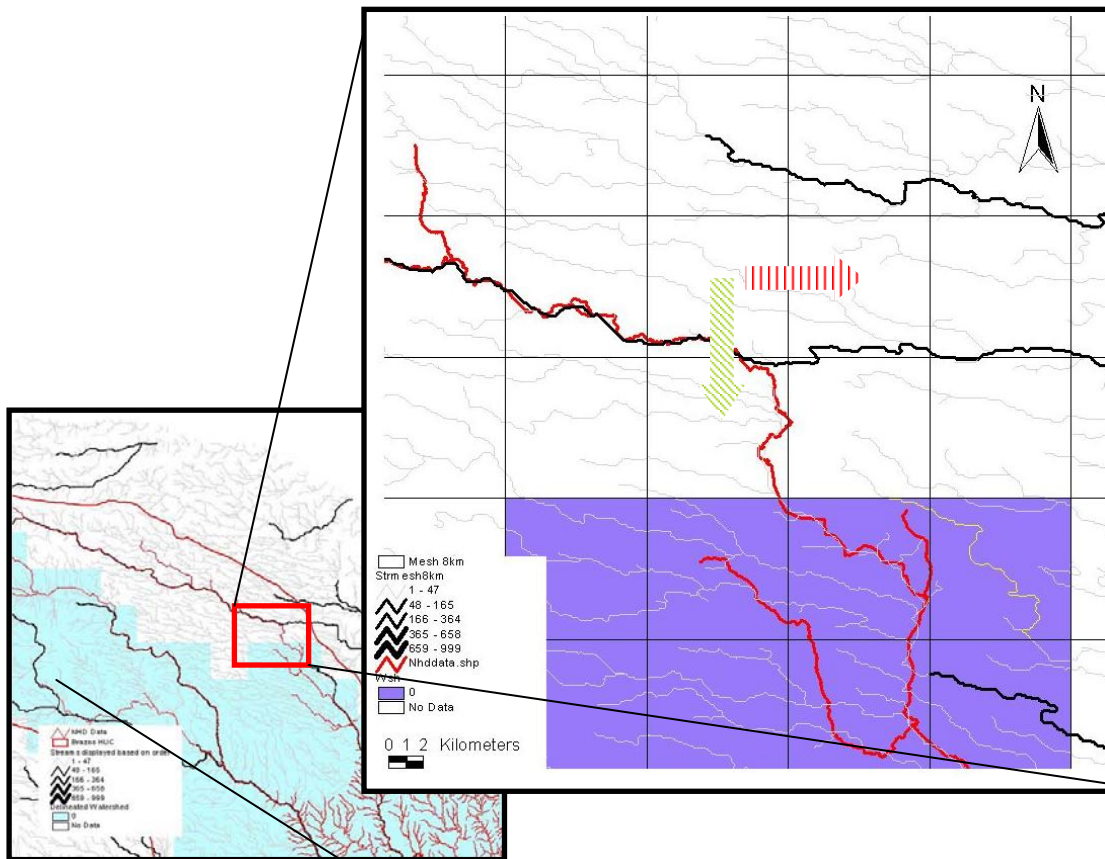 N
Mesh 8km
Strmesh8km
1 - 47
48 - 165
166 - 364
365 - 658
659 - 999
Nhddata.shp
Wsh
0
No Data
0 1 2 Kilometers
NHD Data
Brazos HUC
Streams displayed based on order
1 - 47
48 - 165
166 - 364
365 - 658
659 - 999
Delineated Watershed
0
No Data